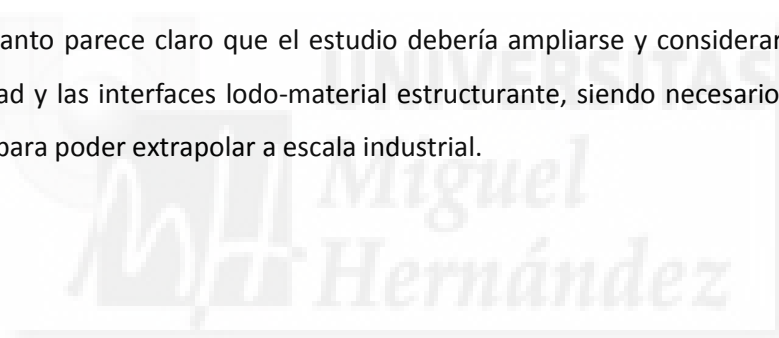 anto parece claro que el estudio debería ampliarse y considerar
ad y las interfaces lodo-material estructurante, siendo necesario
para poder extrapolar a escala industrial.
UNIVERSITAS
Miguel
Hernández